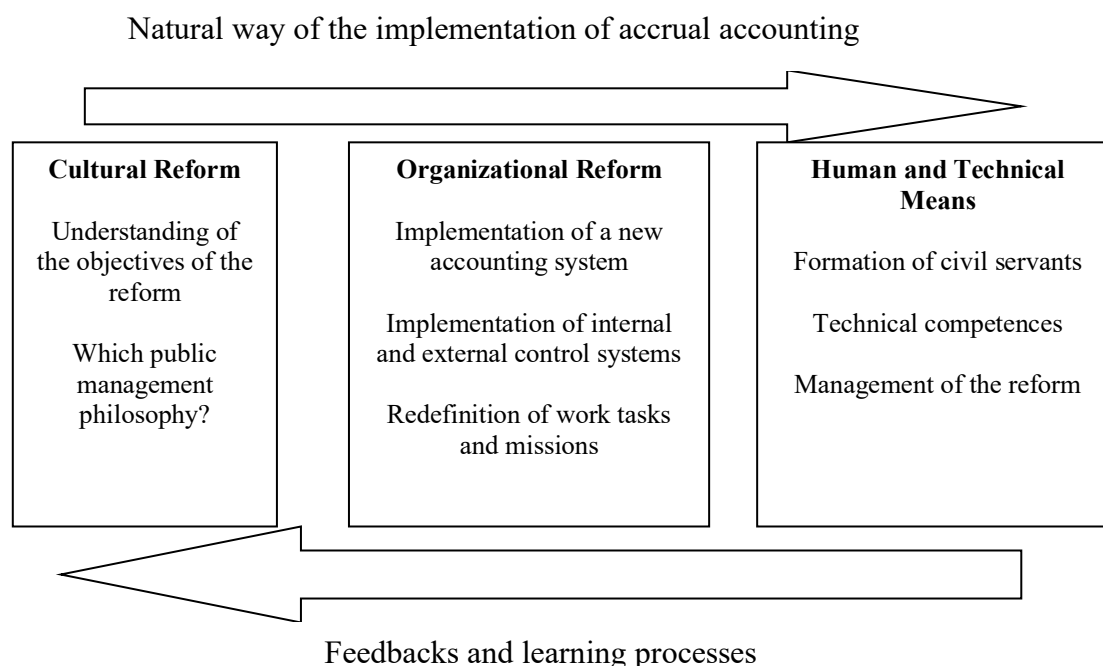 Natural way of the implementation of accrual accounting
Cultural Reform
Understanding of
the objectives of the
reform
Which public
management
philosophy?
Organizational Reform
Implementation of a new
accounting system
Implementation of internal
and external control systems
Redefinition of work tasks
and missions
Human and Technical
Means
Formation of civil servants
Technical competences
Management of the reform
Feedbacks and learning processes